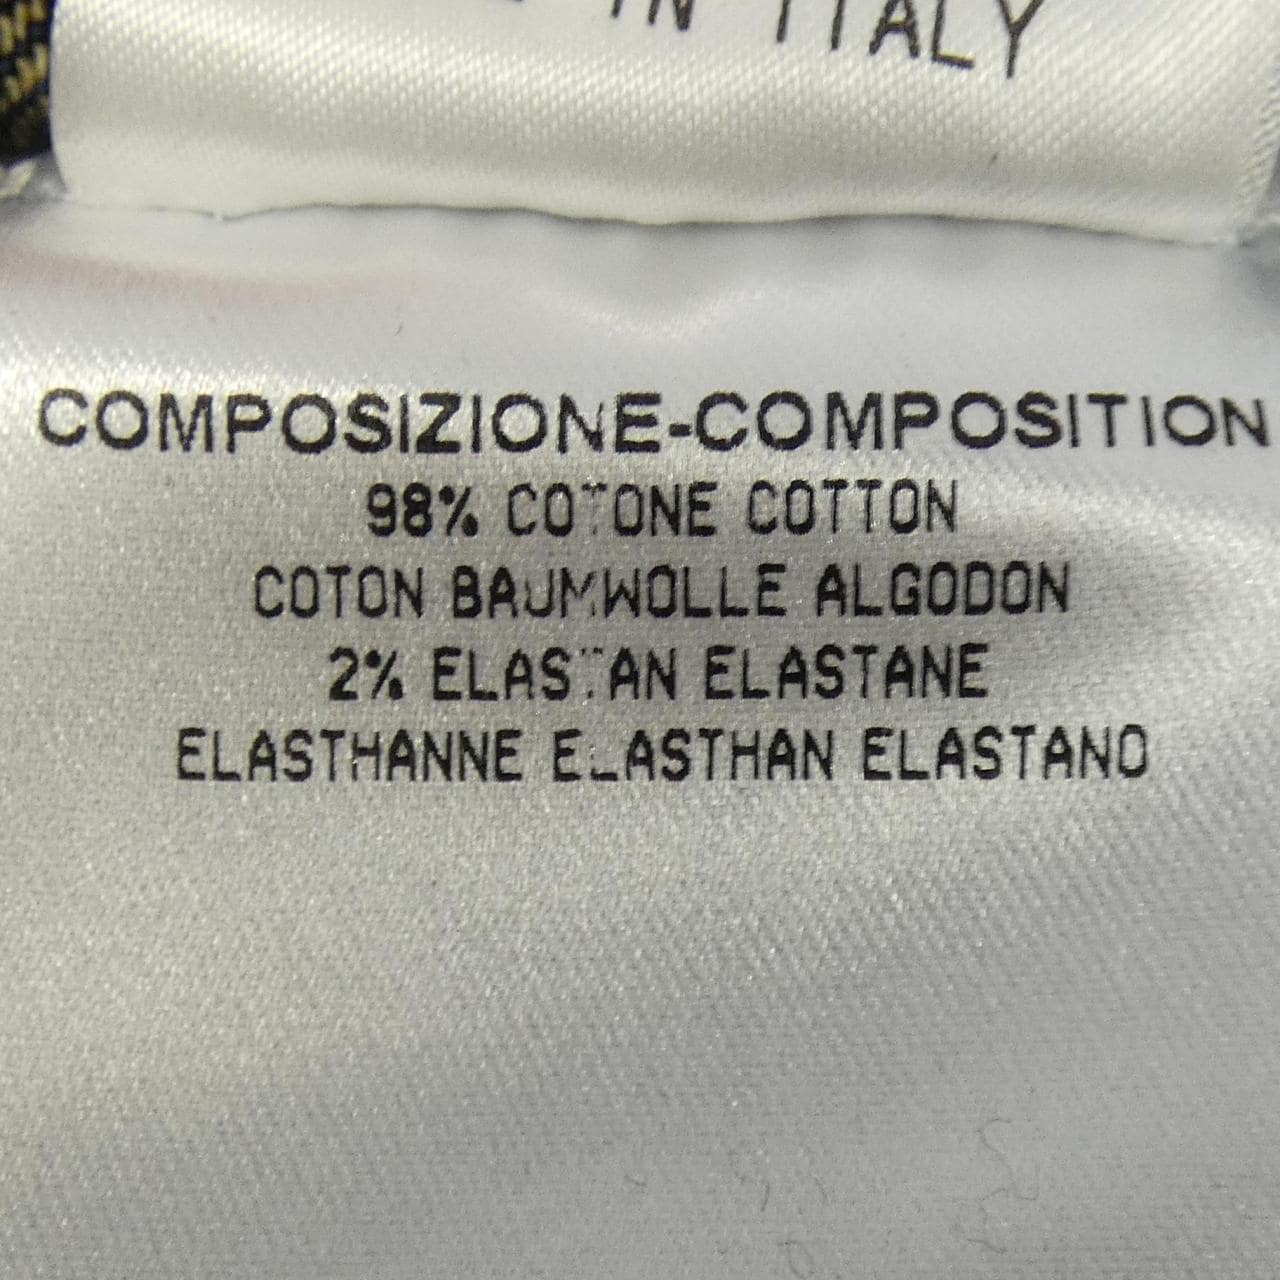 IN ITALY
COMPOSIZIONE-COMPOSITION
98% COTONE COTTON
COTON BAUMWOLLE ALGODON
2% ELASTAN ELASTANE
ELASTHANNE ELASTHAN ELASTANO